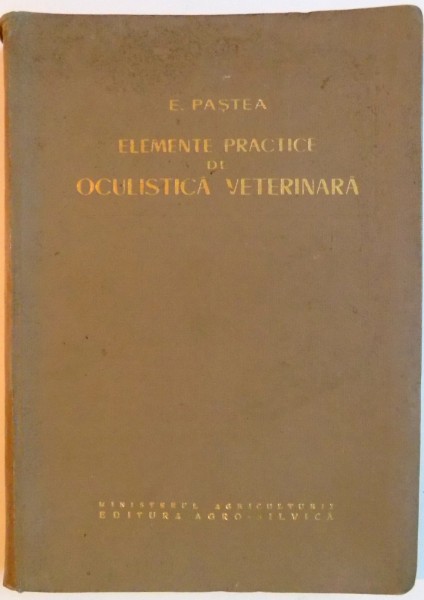 E. PAȘTEA
ELEMENTE PRACTICE
DE
OCULISTICĂ VETERINARĂ
MINISTERUL AGRICULTURII
EDITURA AGRO-SILVICĂ